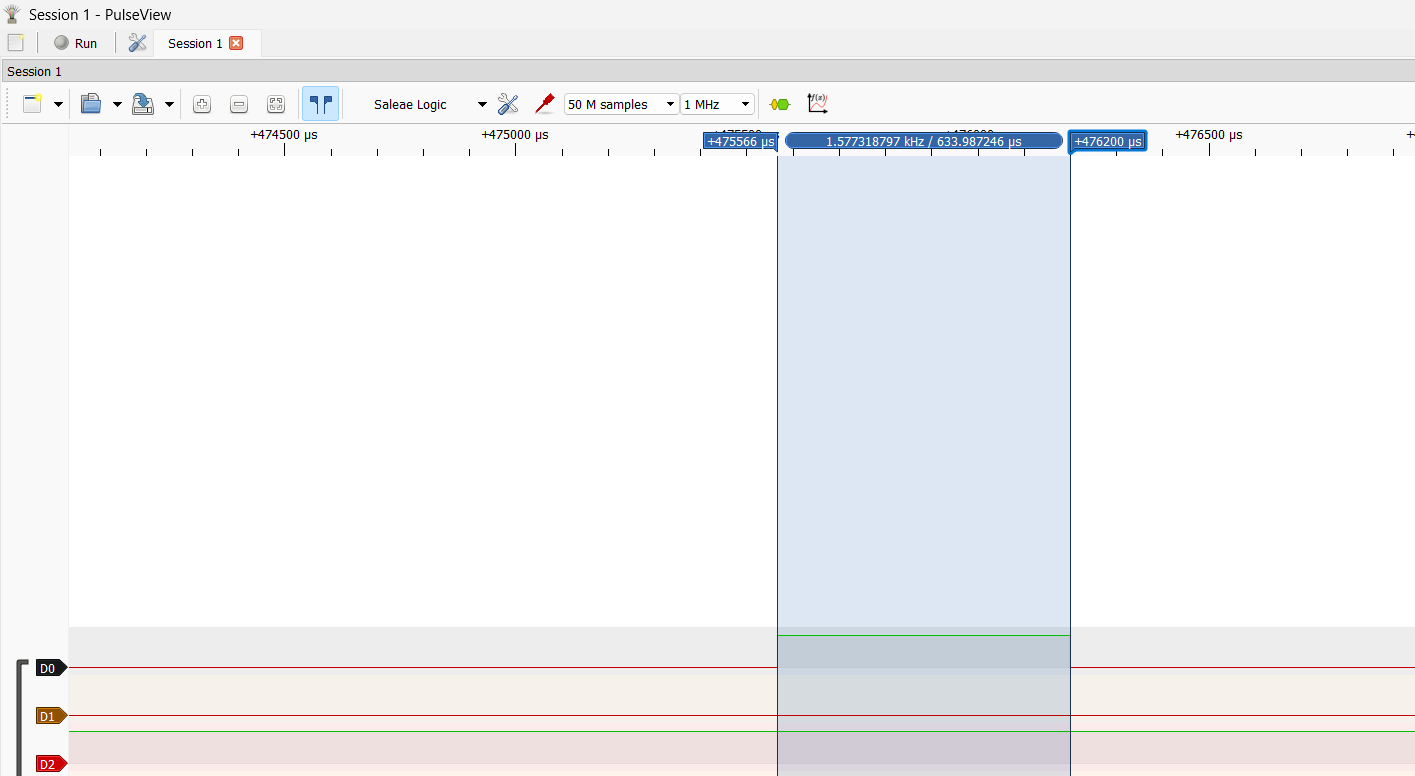 Session 1 - PulseView
Run
Session 1
Session 1
Saleae Logic
50 M samples
1 MHz
f(x)
+474500 µs
+475000 µs
+476500 µs
+475566 µs
1.577318797 kHz / 633.987246 µs
+476200 µs
D0
D1
D2